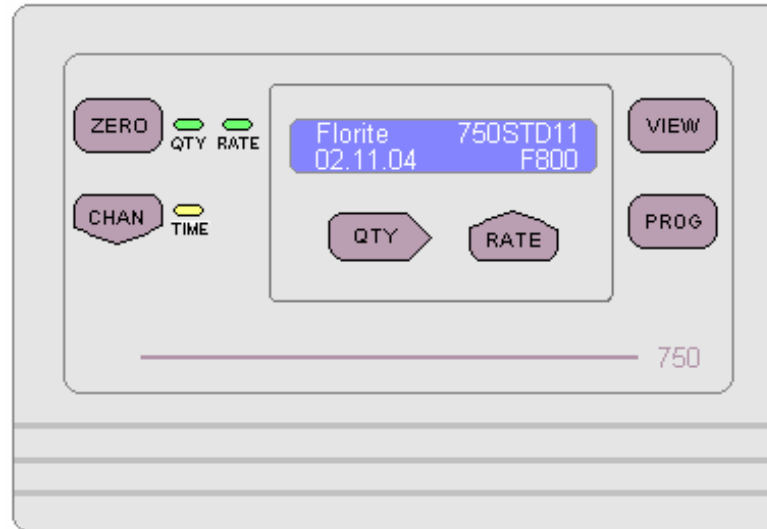 ZERO
QTY RATE
Florite 750STD11
02.11.04 F800
VIEW
CHAN
TIME
QTY
RATE
PROG
750